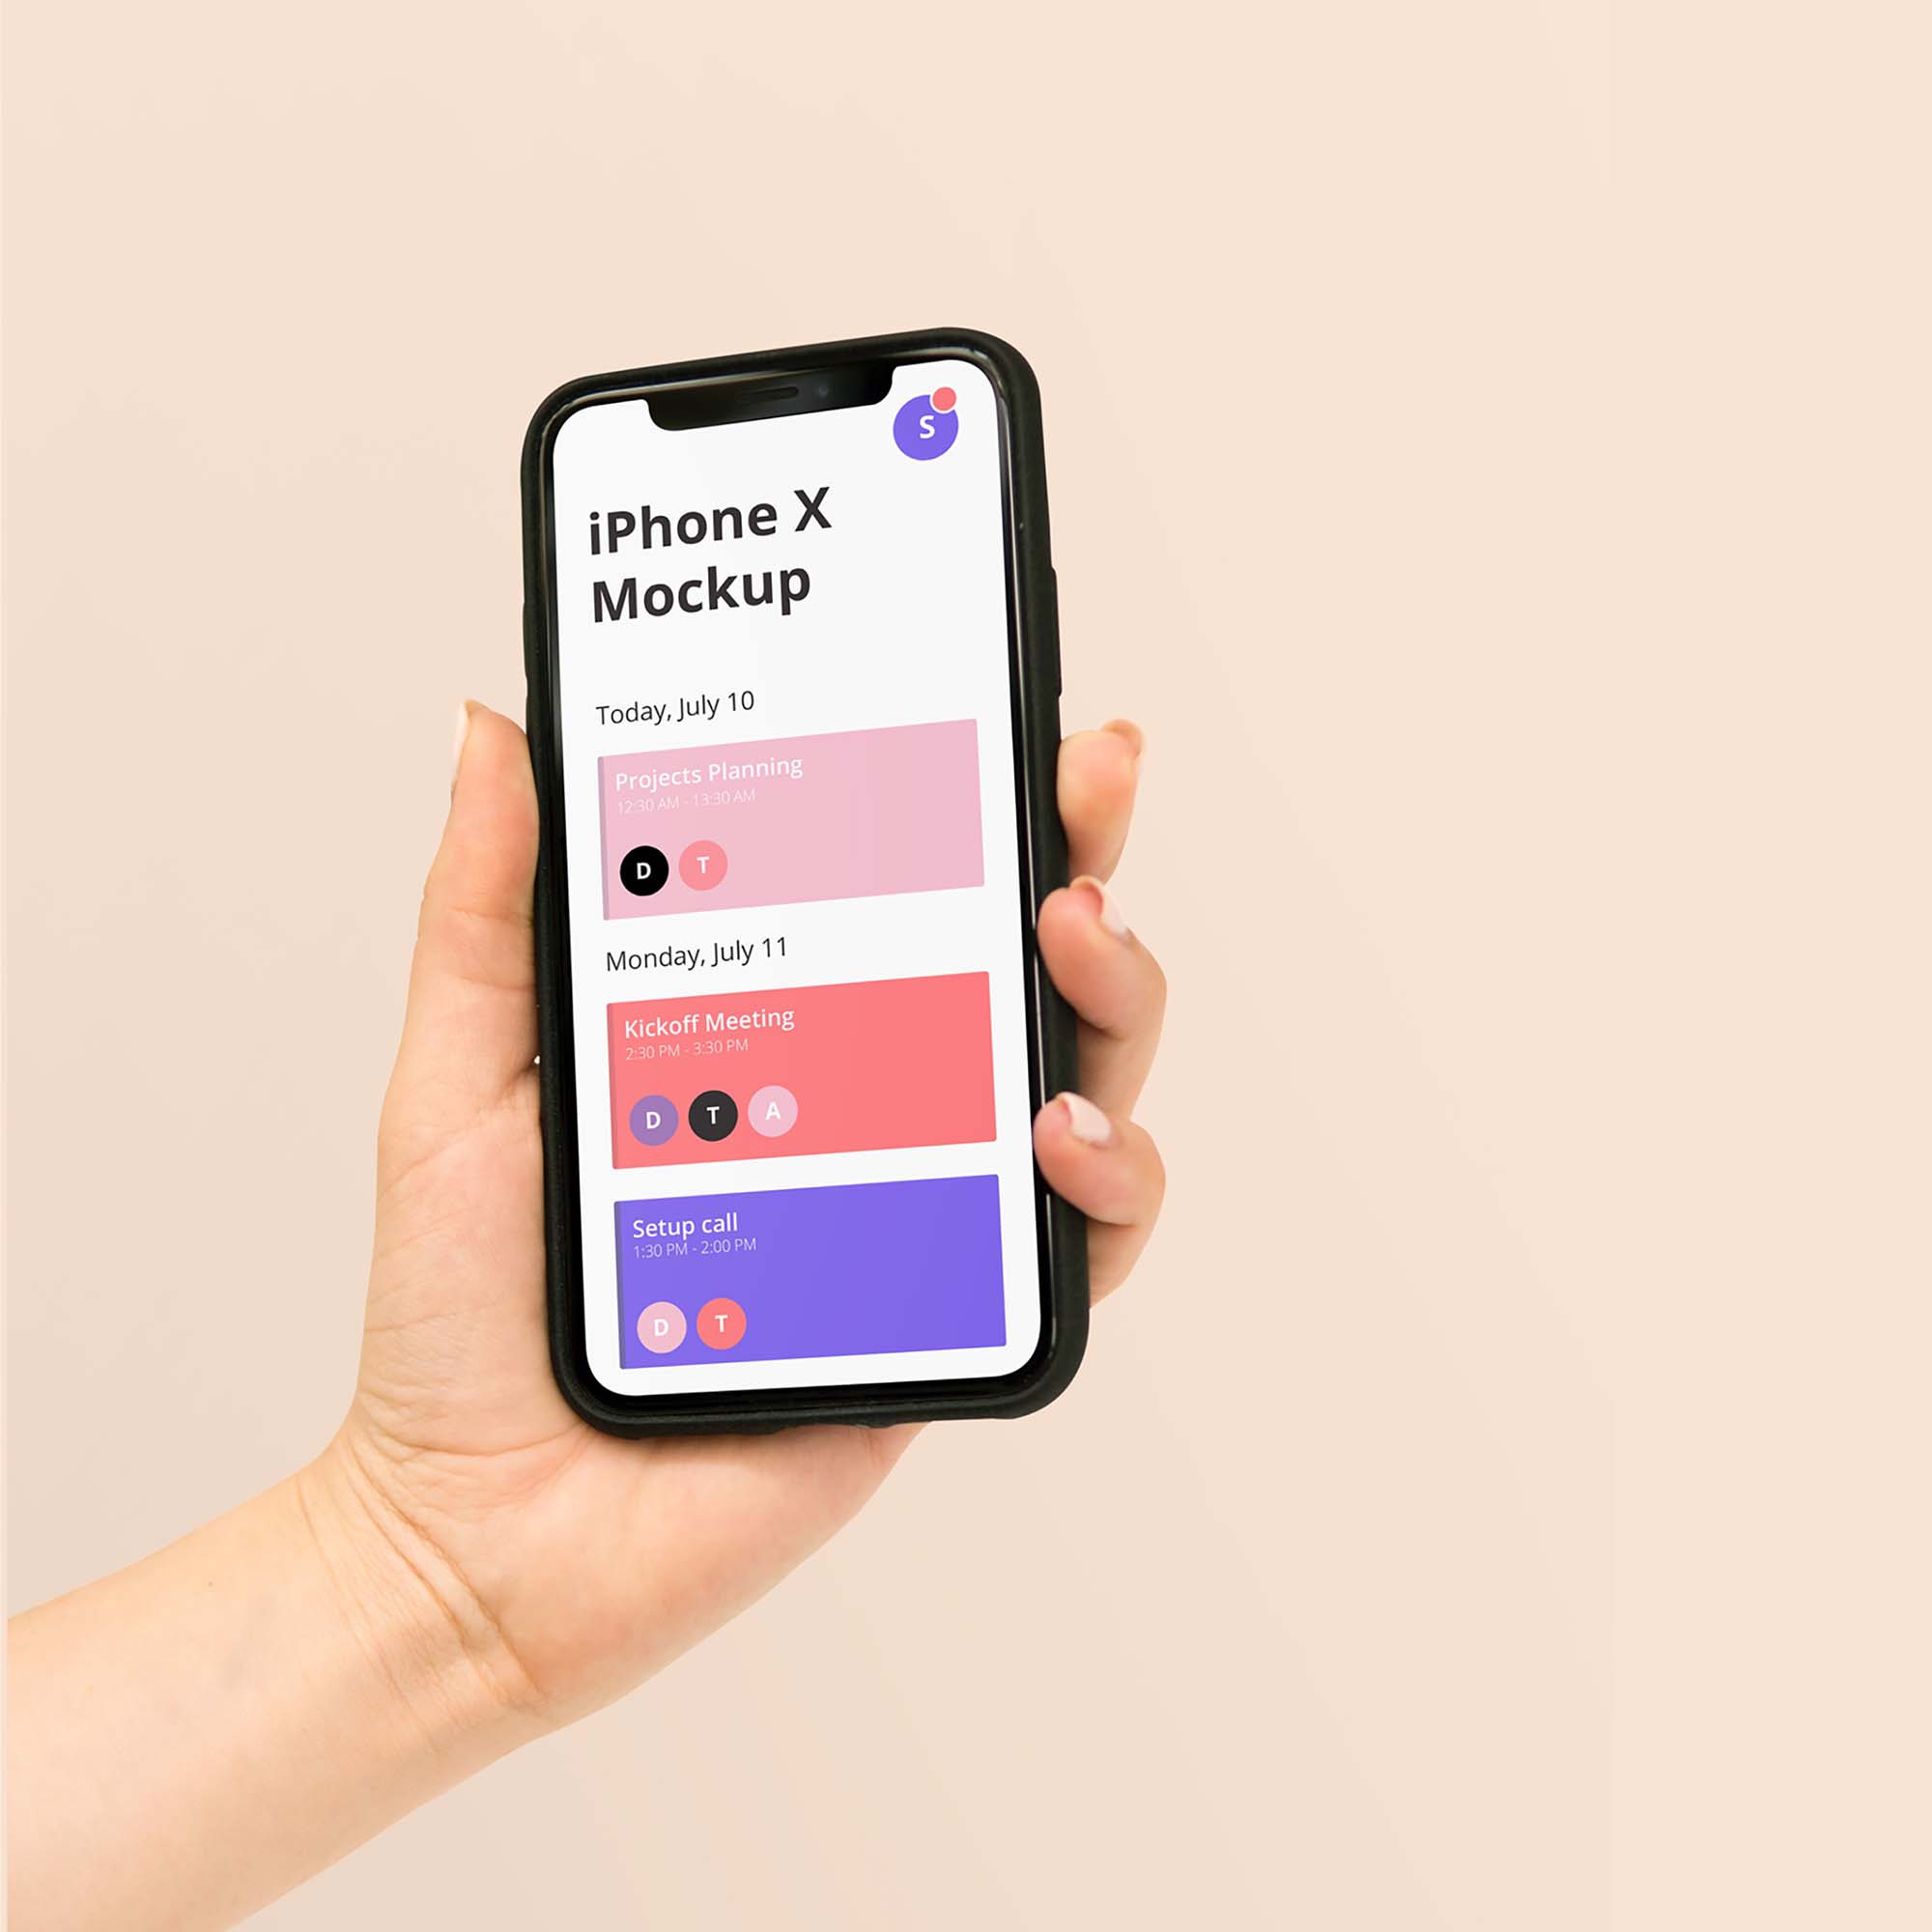 S
iPhone X
Mockup
Today, July 10
Projects Planning
12:30 AM - 13:30 AM
D T
Monday, July 11
Kickoff Meeting
2:30 PM - 3:30 PM
D T A
Setup call
1:30 PM - 2:00 PM
D T